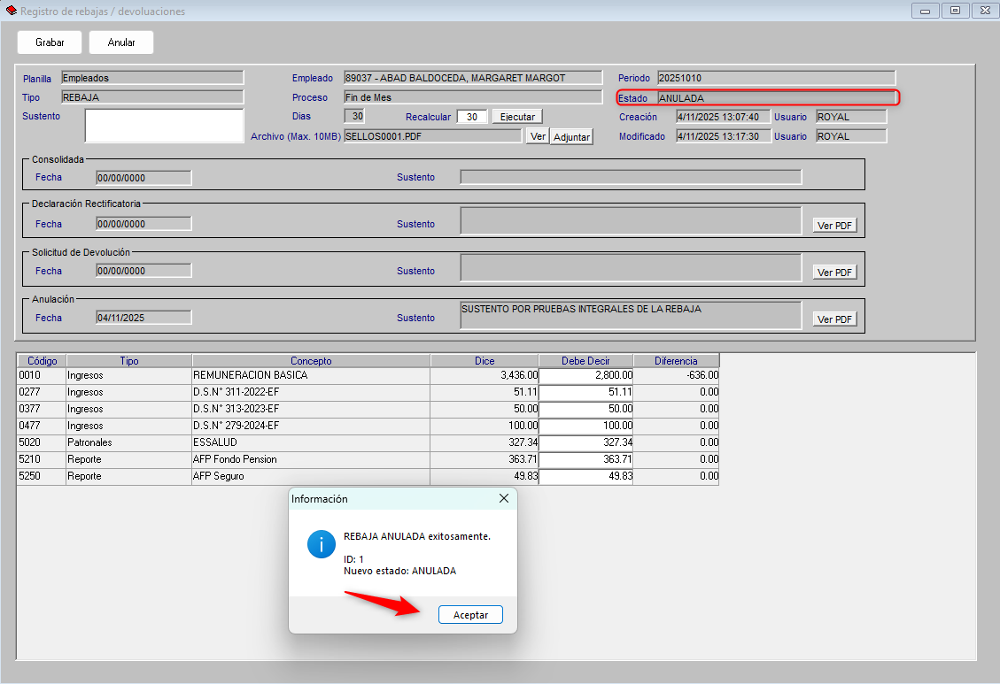 Registro de rebajas / devoluaciones
Grabar Anular
Planilla Empleados Empleado 89037 - ABAD BALDOCEDA, MARGARET MARGOT Periodo 20251010
Tipo REBAJA Proceso Fin de Mes Estado ANULADA
Sustento Dias 30 Recalcular 30 Ejecutar Creación 4/11/2025 13:07:40 Usuario ROYAL
Archivo (Max. 10MB) SELLOS0001.PDF Ver Adjuntar Modificado 4/11/2025 13:17:30 Usuario ROYAL
Consolidada
Fecha 00/00/0000 Sustento
Declaración Rectificatoria
Fecha 00/00/0000 Sustento Ver PDF
Solicitud de Devolución
Fecha 00/00/0000 Sustento Ver PDF
Anulación
Fecha 04/11/2025 Sustento SUSTENTO POR PRUEBAS INTEGRALES DE LA REBAJA Ver PDF
Código Tipo Concepto Dice Debe Decir Diferencia
0010 Ingresos REMUNERACION BASICA 3,436.00 2,800.00 -636.00
0277 Ingresos D.S.N° 311-2022-EF 51.11 51.11 0.00
0377 Ingresos D.S.N° 313-2023-EF 50.00 50.00 0.00
0477 Ingresos D.S.N° 279-2024-EF 100.00 100.00 0.00
5020 Patronales ESSALUD 327.34 327.34 0.00
5210 Reporte AFP Fondo Pension 363.71 363.71 0.00
5250 Reporte AFP Seguro 49.83 49.83 0.00
Información
REBAJA ANULADA exitosamente.
ID: 1
Nuevo estado: ANULADA
Aceptar